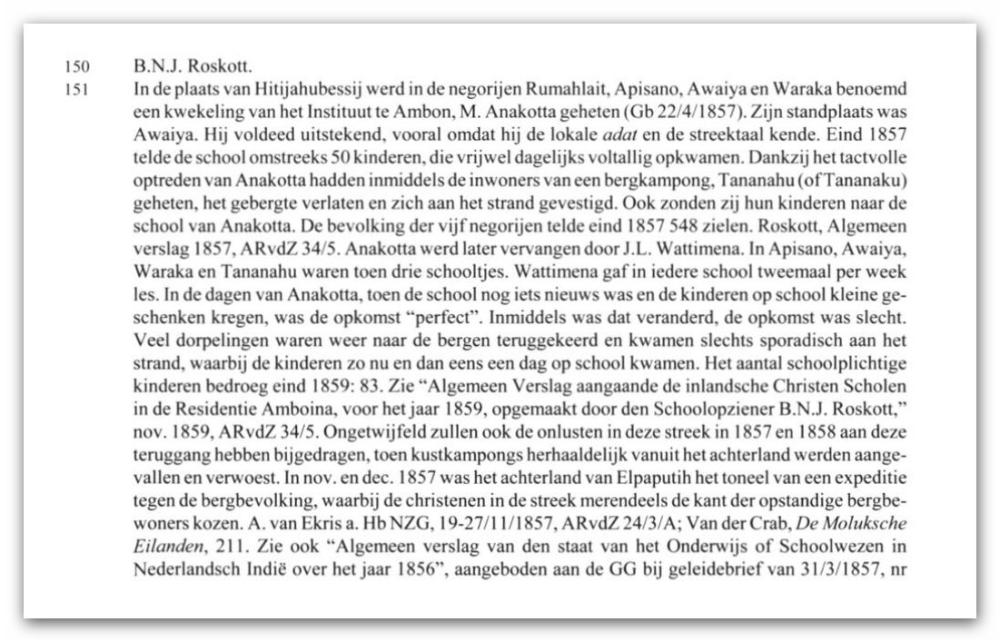 150 B.N.J. Roskott.
151 In de plaats van Hitijahubessij werd in de negorijen Rumahlait, Apisano, Awaiya en Waraka benoemd
een kwekeling van het Instituut te Ambon, M. Anakotta geheten (Gb 22/4/1857). Zijn standplaats was
Awaiya. Hij voldeed uitstekend, vooral omdat hij de lokale adat en de streektaal kende. Eind 1857
telde de school omstreeks 50 kinderen, die vrijwel dagelijks voltallig opkwamen. Dankzij het tactvolle
optreden van Anakotta hadden inmiddels de inwoners van een bergkampong, Tananahu (of Tananaku)
geheten, het gebergte verlaten en zich aan het strand gevestigd. Ook zonden zij hun kinderen naar de
school van Anakotta. De bevolking der vijf negorijen telde eind 1857 548 zielen. Roskott, Algemeen
verslag 1857, ARvdZ 34/5. Anakotta werd later vervangen door J.L. Wattimena. In Apisano, Awaiya,
Waraka en Tananahu waren toen drie schooltjes. Wattimena gaf in iedere school tweemaal per week
les. In de dagen van Anakotta, toen de school nog iets nieuws was en de kinderen op school kleine ge-
schenken kregen, was de opkomst “perfect”. Inmiddels was dat veranderd, de opkomst was slecht.
Veel dorpelingen waren weer naar de bergen teruggekeerd en kwamen slechts sporadisch aan het
strand, waarbij de kinderen zo nu en dan eens een dag op school kwamen. Het aantal schoolplichtige
kinderen bedroeg eind 1859: 83. Zie “Algemeen Verslag aangaande de inlandsche Christen Scholen
in de Residentie Amboina, voor het jaar 1859, opgemaakt door den Schoolopziener B.N.J. Roskott,”
nov. 1859, ARvdZ 34/5. Ongetwijfeld zullen ook de onlusten in deze streek in 1857 en 1858 aan deze
teruggang hebben bijgedragen, toen kustkampongs herhaaldelijk vanuit het achterland werden aange-
vallen en verwoest. In nov. en dec. 1857 was het achterland van Elpaputih het toneel van een expeditie
tegen de bergbevolking, waarbij de christenen in de streek merendeels de kant der opstandige bergbe-
woners kozen. A. van Ekris a. Hb NZG, 19-27/11/1857, ARvdZ 24/3/A; Van der Crab, De Moluksche
Eilanden, 211. Zie ook “Algemeen verslag van den staat van het Onderwijs of Schoolwezen in
Nederlandsch Indië over het jaar 1856”, aangeboden aan de GG bij geleidebrief van 31/3/1857, nr